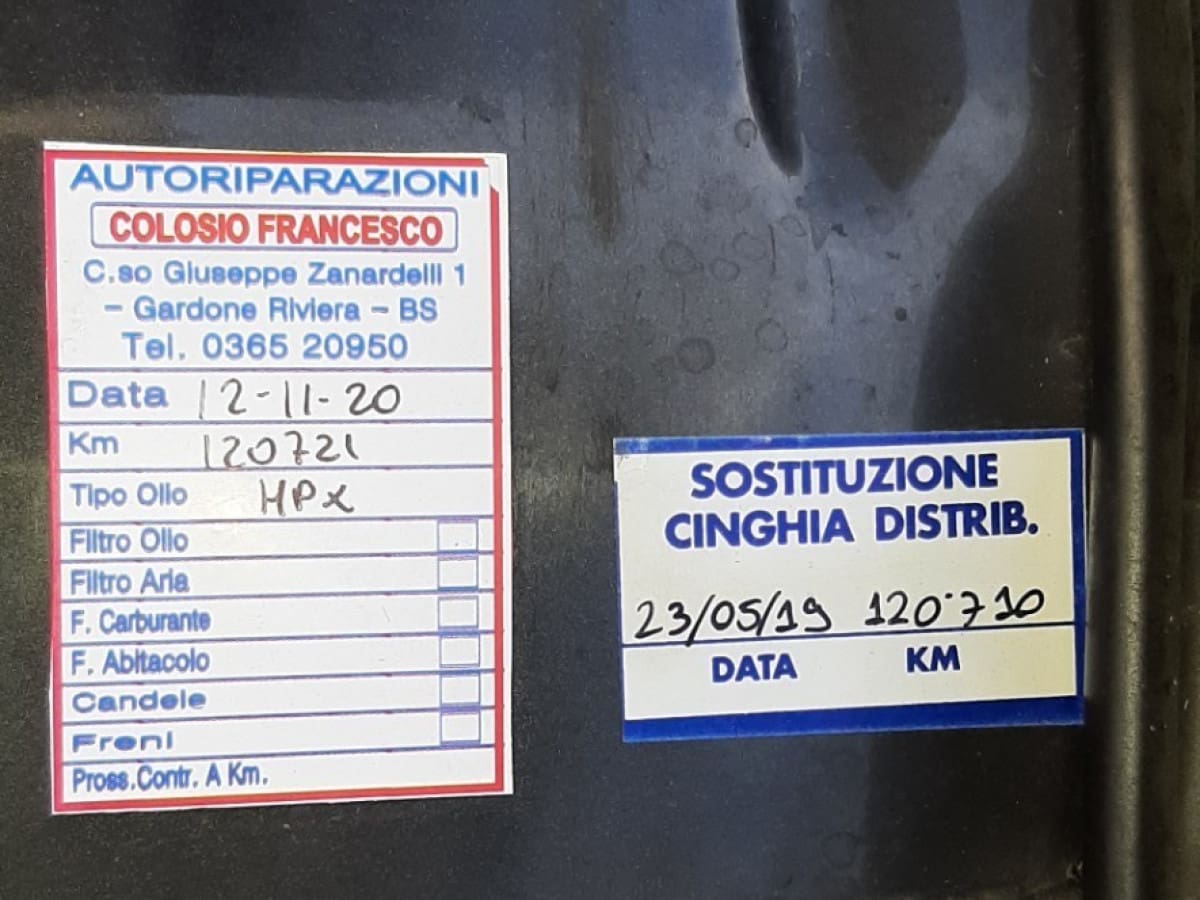 AUTORIPARAZIONI
COLOSIO FRANCESCO
C.so Giuseppe Zanardelli 1
- Gardone Riviera - BS
Tel. 0365 20950
Data 12-11-20
Km 120721
Tipo Olio HPX
Filtro Olio
Filtro Aria
F. Carburante
F. Abitacolo
Candele
Freni
Pross.Contr. A Km.
SOSTITUZIONE
CINGHIA DISTRIB.
23/05/19 120.710
DATA KM